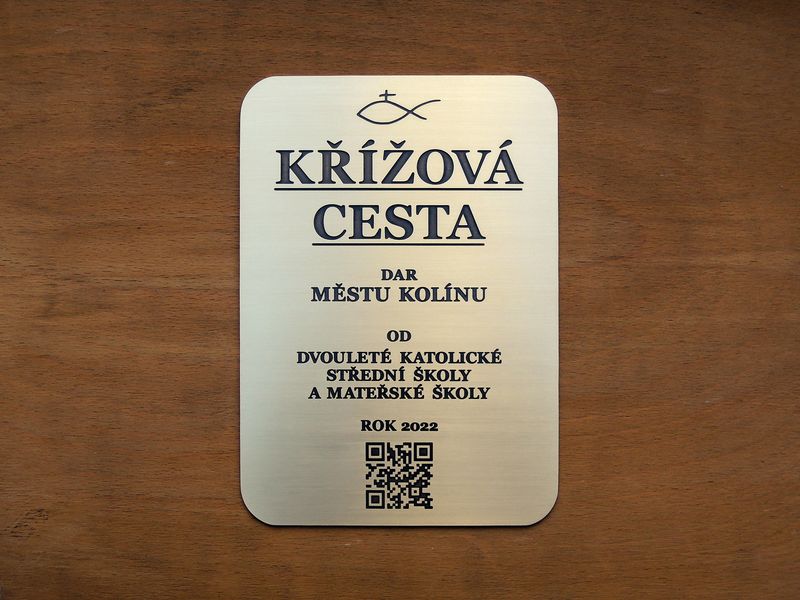 KŘÍŽOVÁ
CESTA
DAR
MĚSTU KOLÍNU
OD
DVOULETÉ KATOLICKÉ
STŘEDNÍ ŠKOLY
A MATEŘSKÉ ŠKOLY
ROK 2022